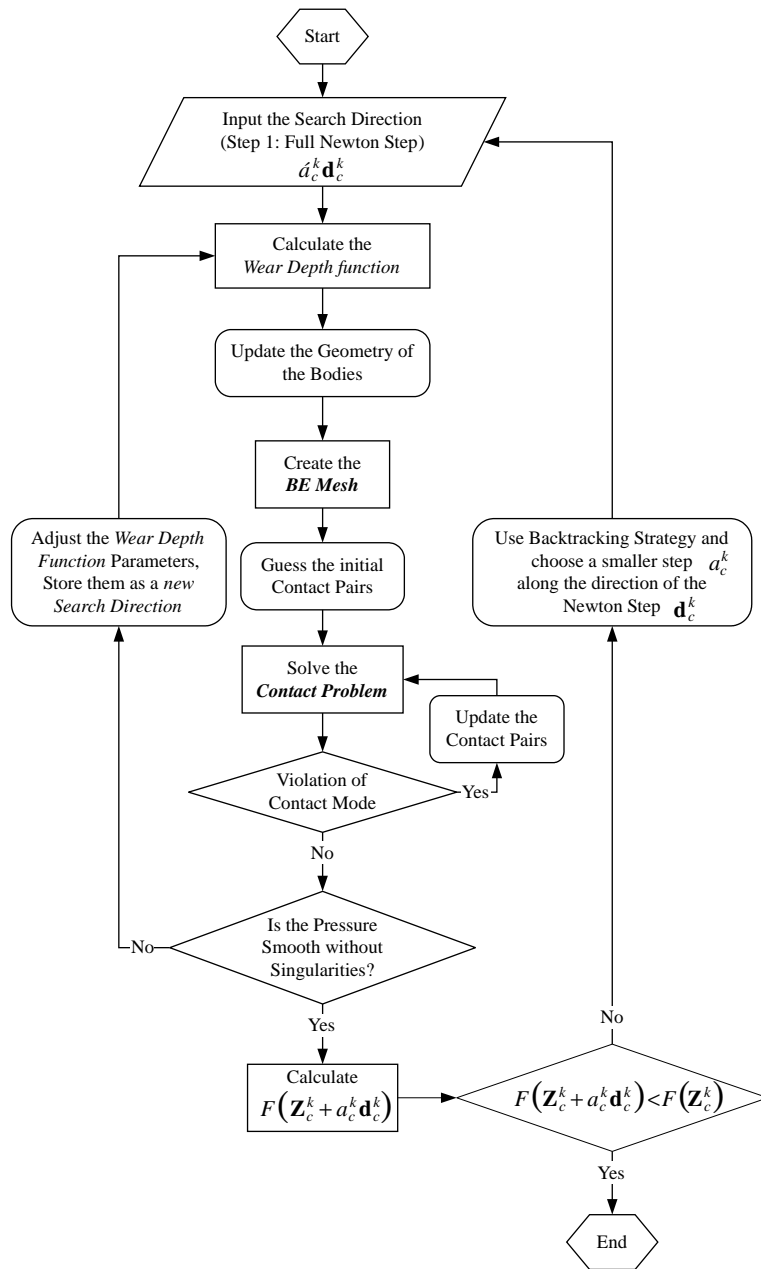 Start
Input the Search Direction
(Step 1: Full Newton Step)
á_c^k d_c^k
Calculate the
Wear Depth function
Update the Geometry of
the Bodies
Create the
BE Mesh
Adjust the Wear Depth
Function Parameters,
Store them as a new
Search Direction
Guess the initial
Contact Pairs
Use Backtracking Strategy and
choose a smaller step a_c^k
along the direction of the
Newton Step d_c^k
Solve the
Contact Problem
Update the
Contact Pairs
Violation of
Contact Mode
Yes
No
Is the Pressure
Smooth without
Singularities?
No
Yes
Calculate
F(Z_c^k + a_c^k d_c^k)
F(Z_c^k + a_c^k d_c^k) < F(Z_c^k)
No
Yes
End